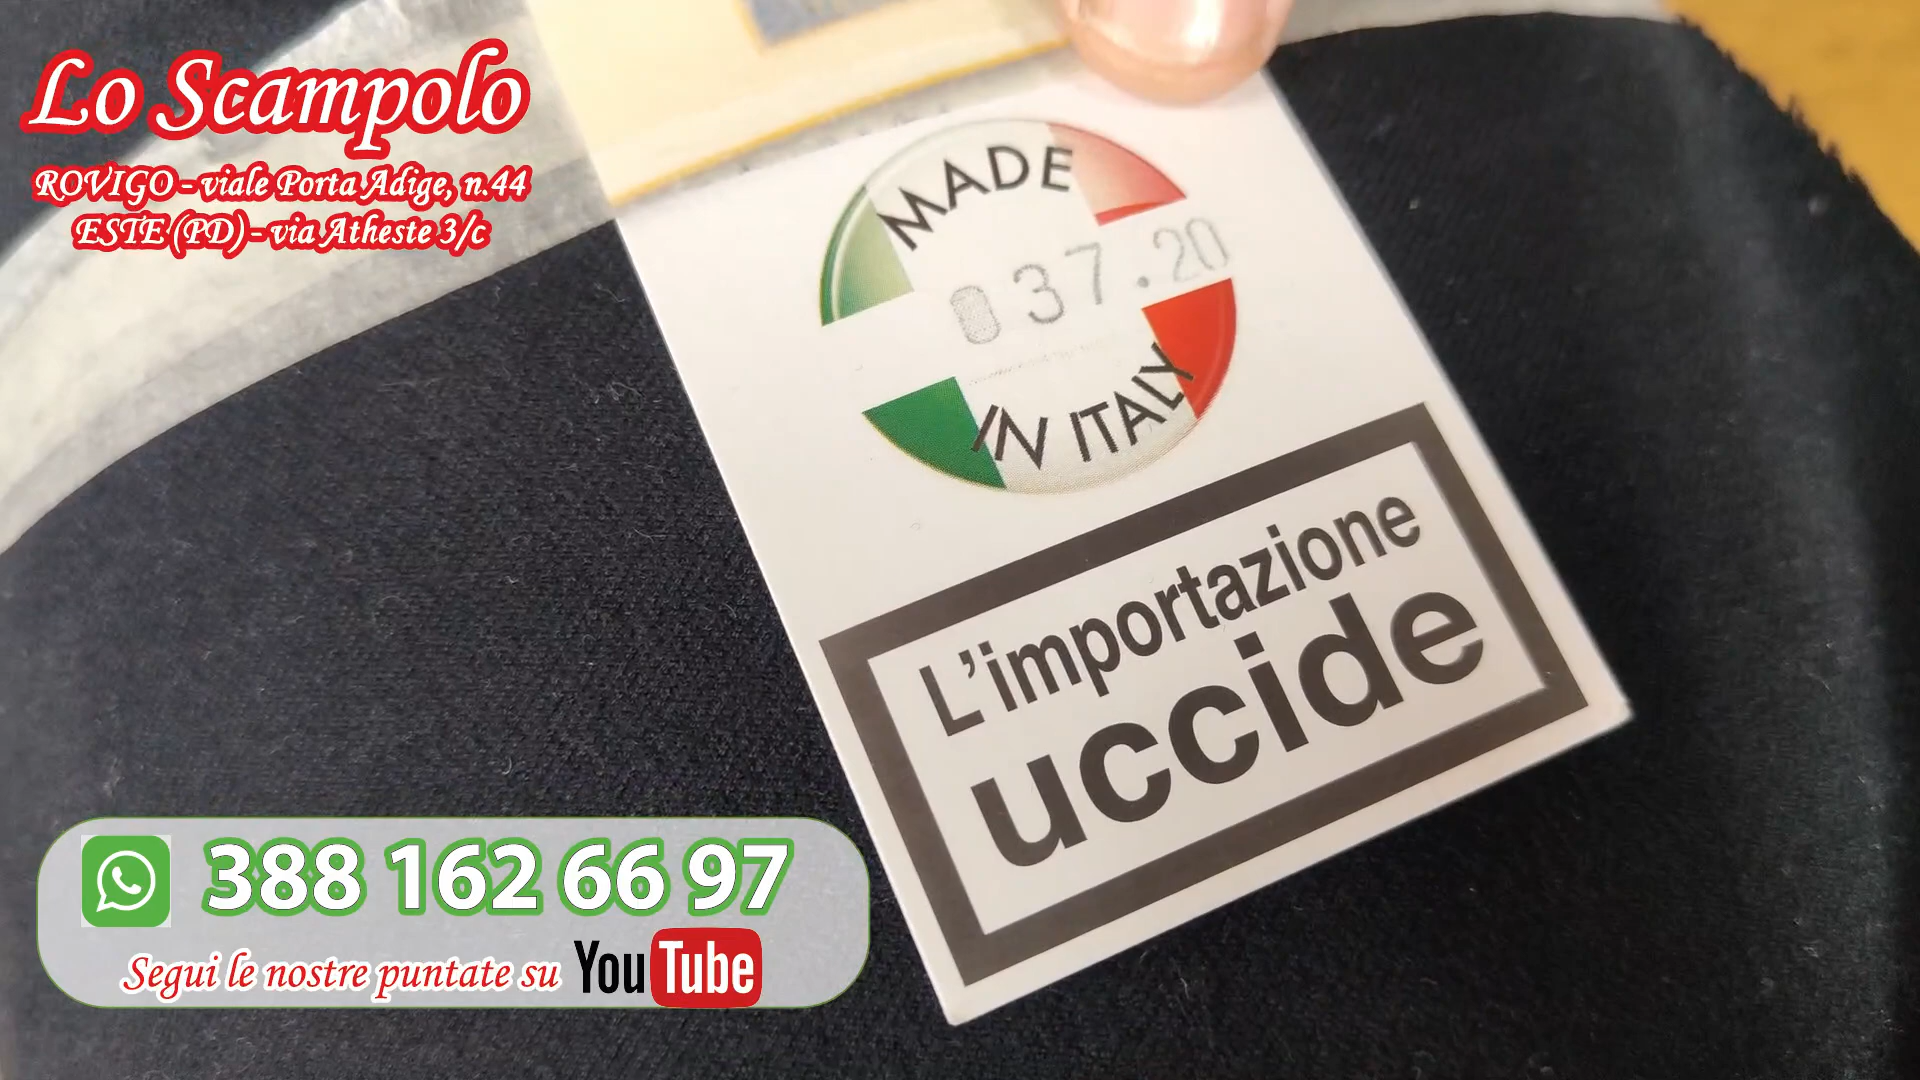 Lo Scampolo
ROVIGO - viale Porta Adige, n.44
ESTE (PD) - via Atheste 3/c
MADE
037.20
IN ITALY
L'importazione
uccide
388 162 66 97
Segui le nostre puntate su YouTube